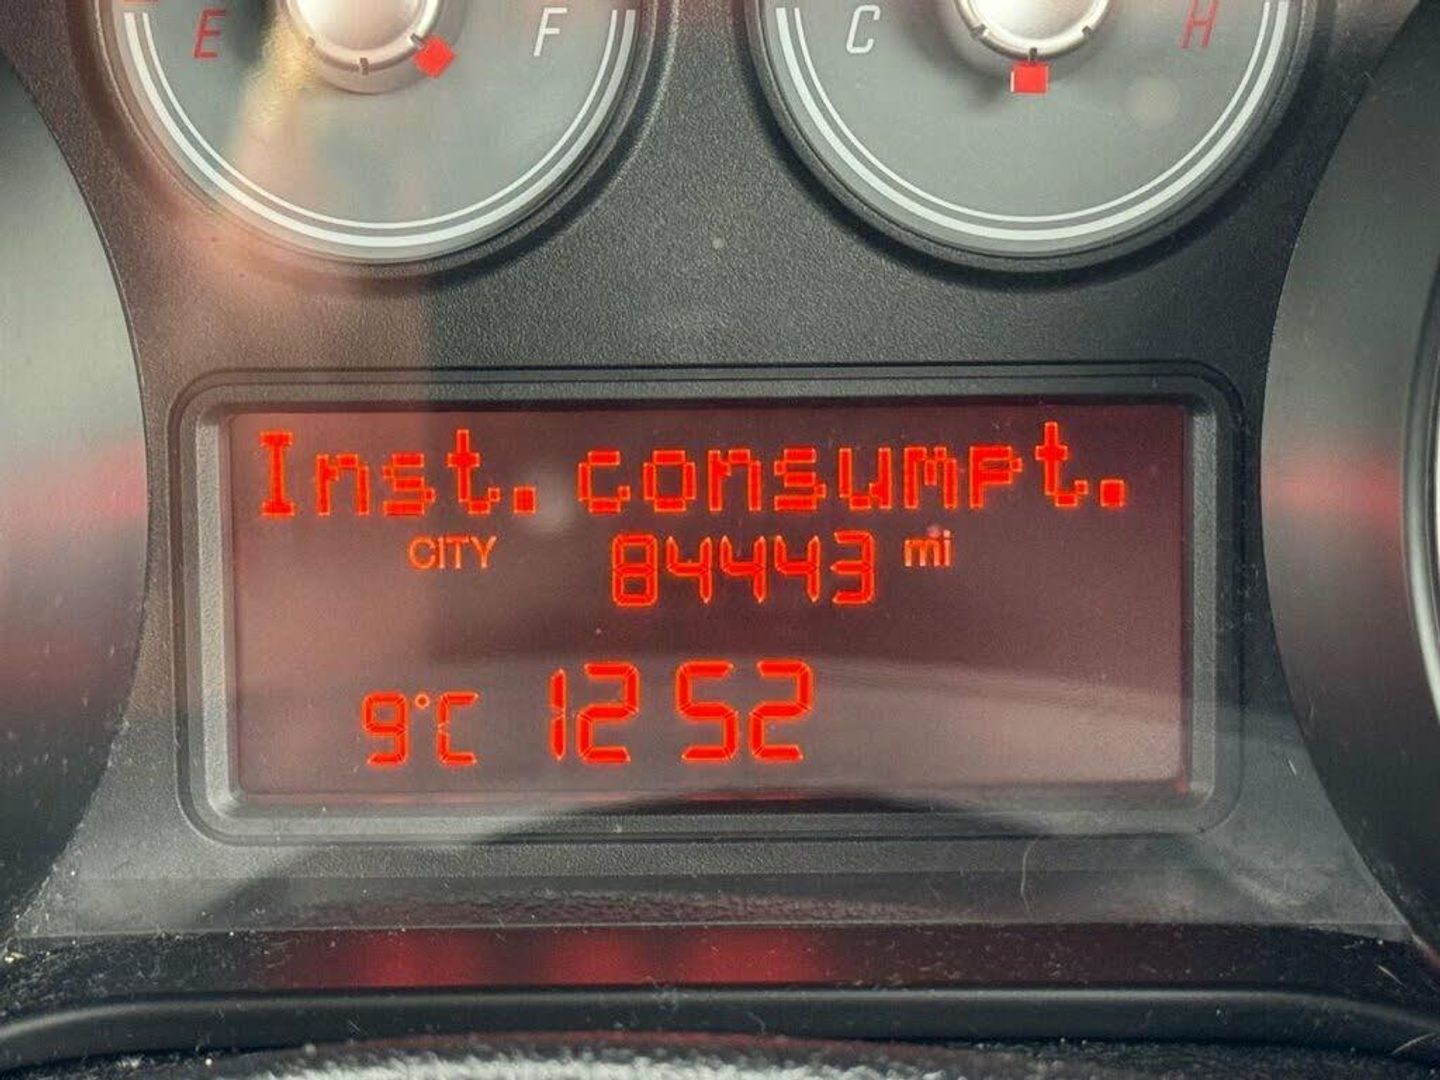 E F C H
Inst. consumpt.
CITY 84443 mi
9°C 12 52